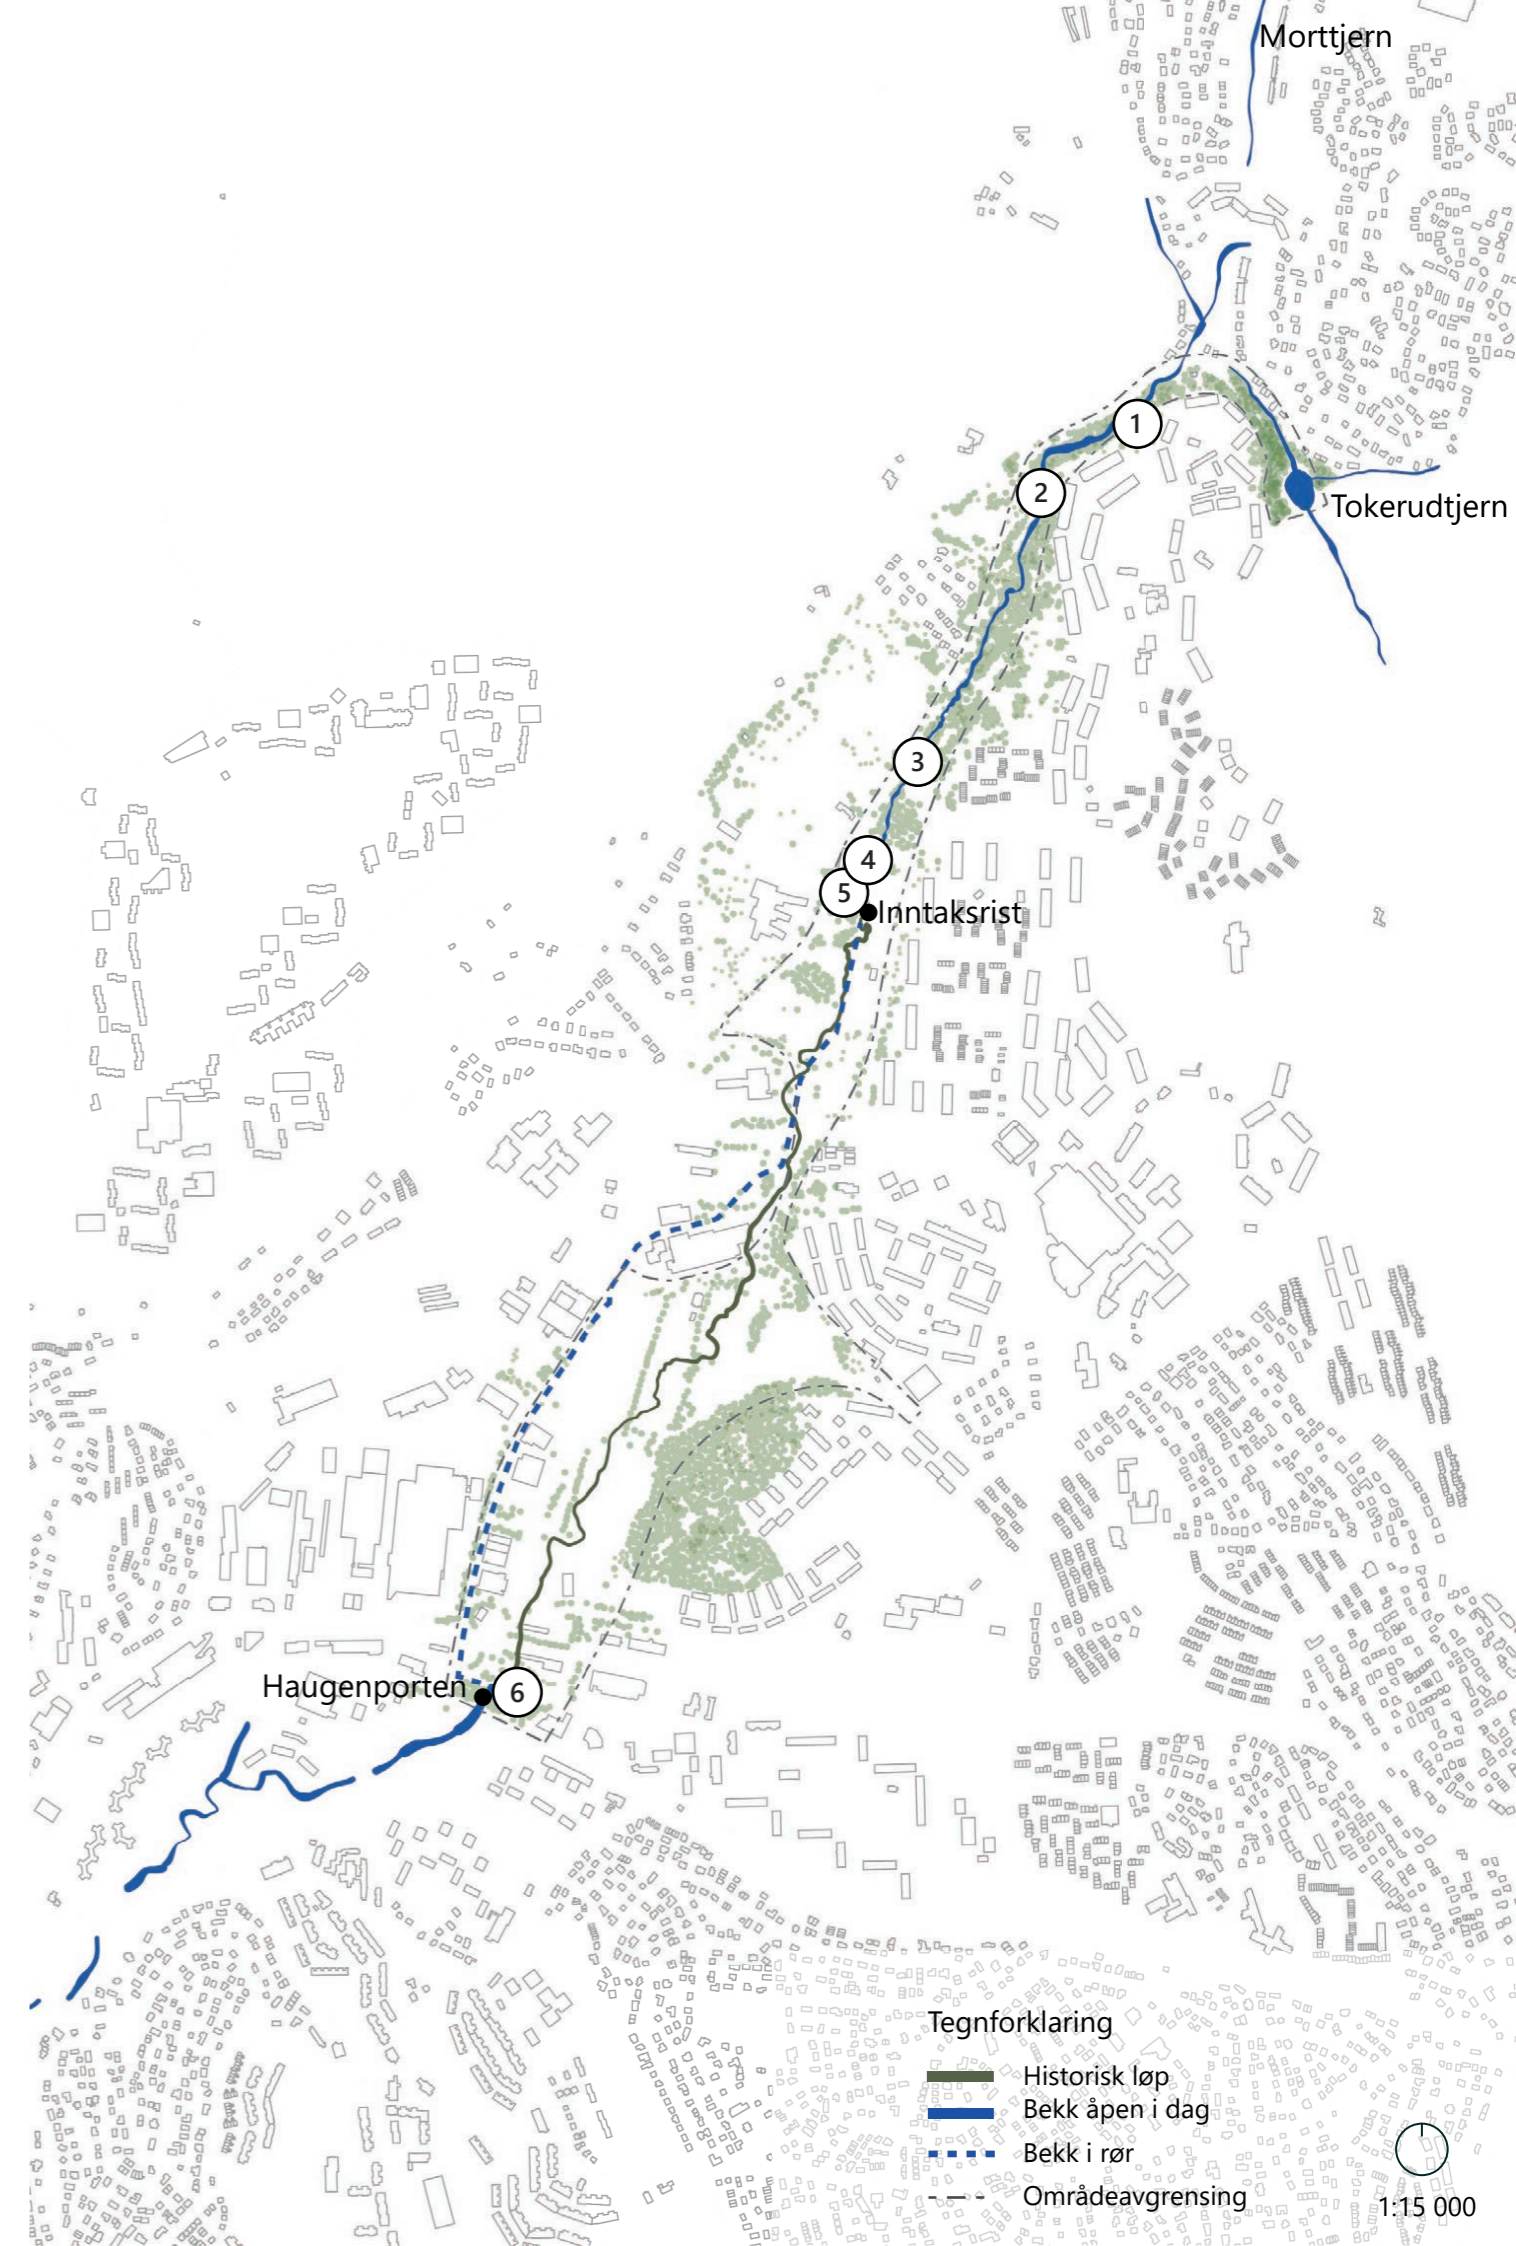 Morttjern
1
2
Tokerudtjern
3
4
5
Inntaksrist
Haugenporten
6
Tegnforklaring
Historisk løp
Bekk åpen i dag
Bekk i rør
Områdeavgrensing
1:15 000